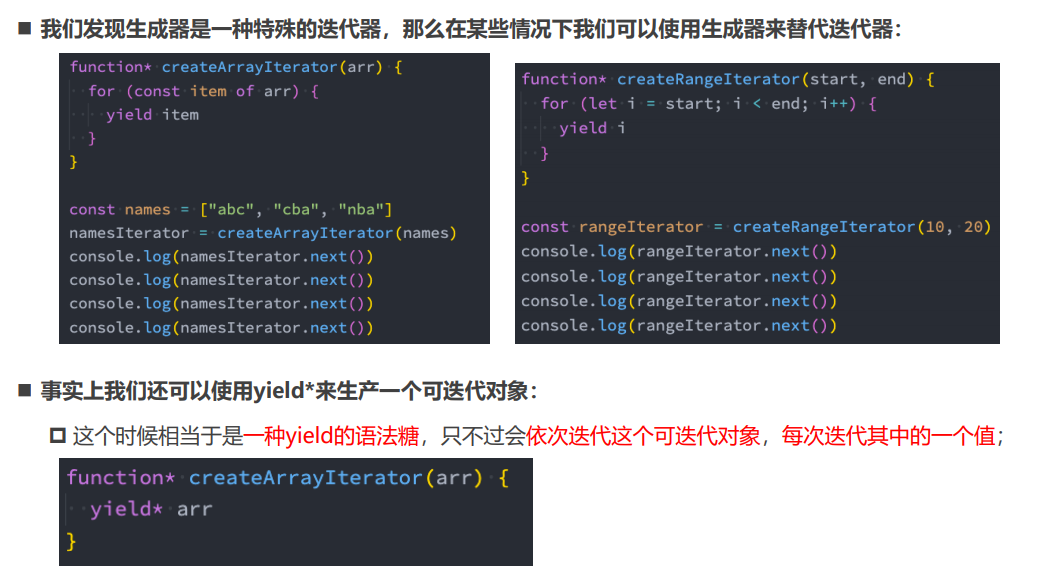 我们发现生成器是一种特殊的迭代器，那么在某些情况下我们可以使用生成器来替代迭代器：
function* createArrayIterator(arr) {
  for (const item of arr) {
    yield item
  }
}

const names = ["abc", "cba", "nba"]
namesIterator = createArrayIterator(names)
console.log(namesIterator.next())
console.log(namesIterator.next())
console.log(namesIterator.next())
console.log(namesIterator.next())
function* createRangeIterator(start, end) {
  for (let i = start; i < end; i++) {
    yield i
  }
}

const rangeIterator = createRangeIterator(10, 20)
console.log(rangeIterator.next())
console.log(rangeIterator.next())
console.log(rangeIterator.next())
console.log(rangeIterator.next())
事实上我们还可以使用yield*来生产一个可迭代对象：
这个时候相当于是一种yield的语法糖，只不过会依次迭代这个可迭代对象，每次迭代其中的一个值；
function* createArrayIterator(arr) {
  yield* arr
}